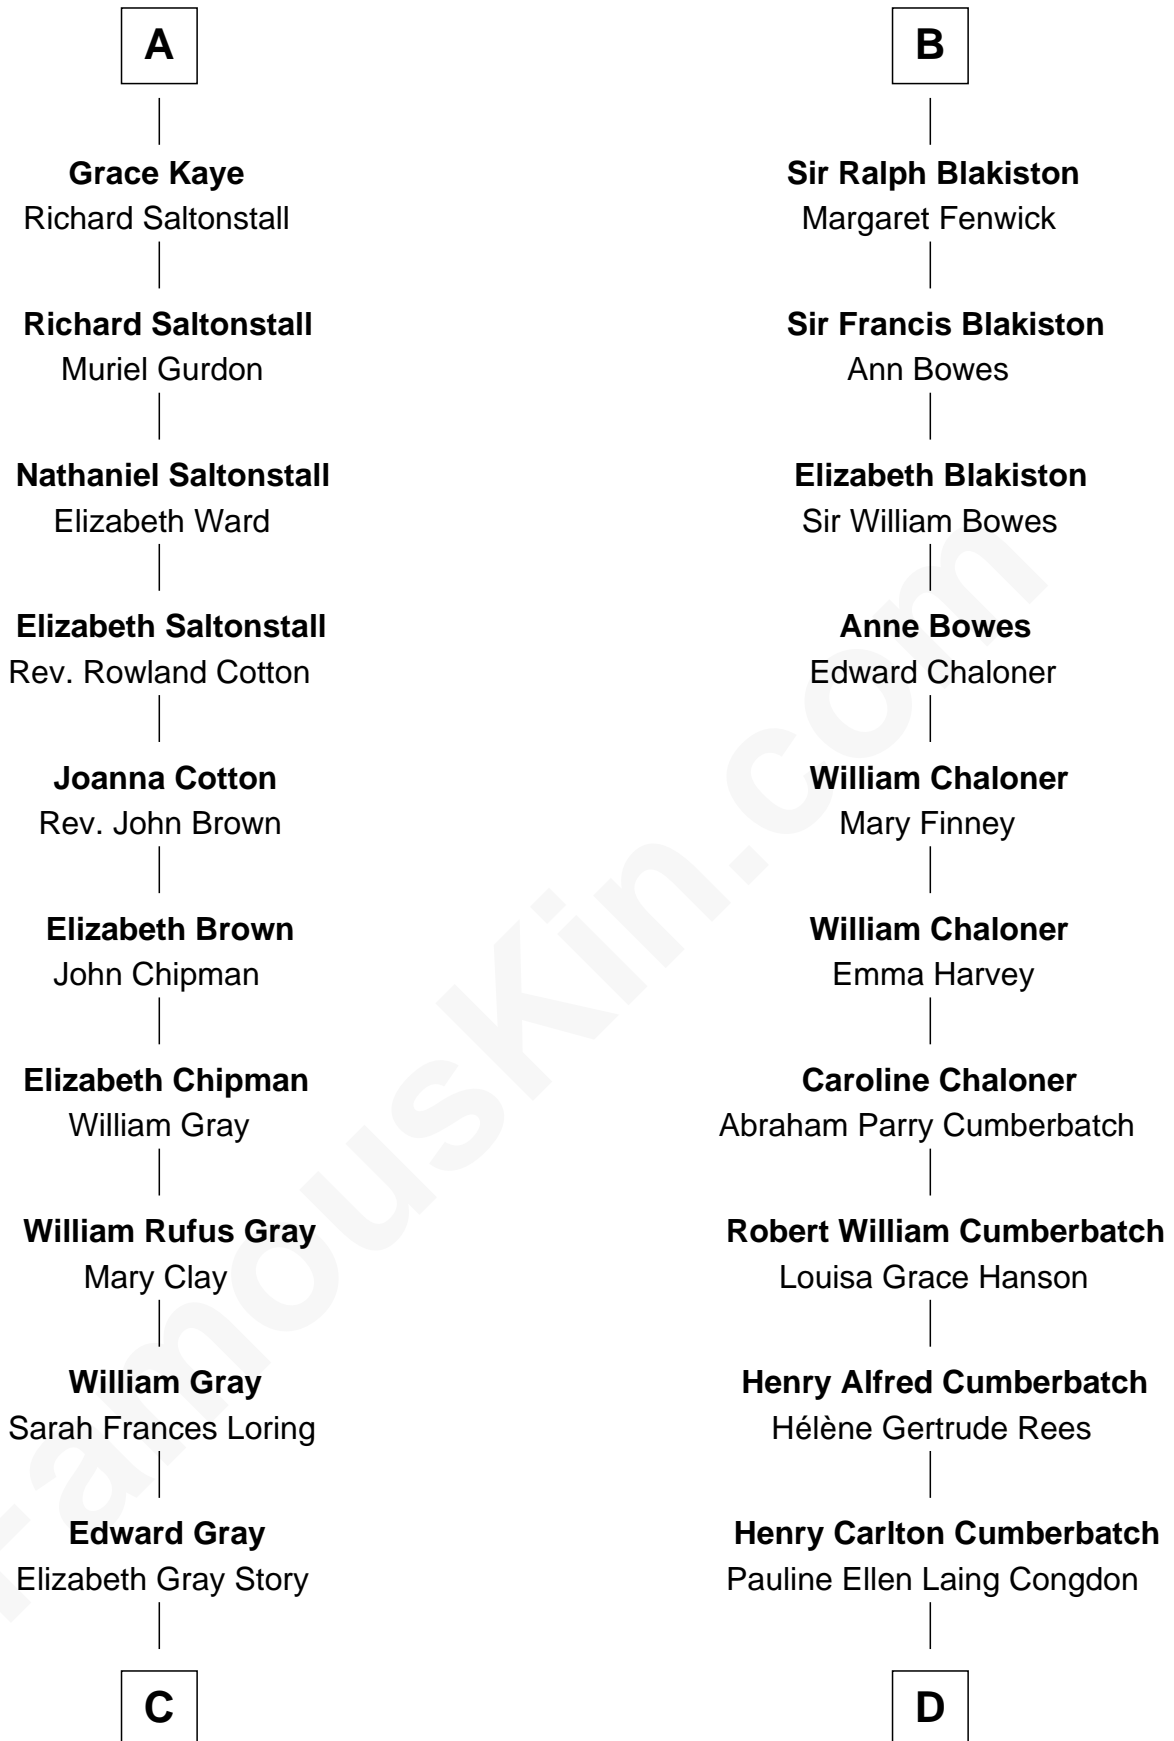 A
Grace Kaye
Richard Saltonstall
Richard Saltonstall
Muriel Gurdon
Nathaniel Saltonstall
Elizabeth Ward
Elizabeth Saltonstall
Rev. Rowland Cotton
Joanna Cotton
Rev. John Brown
Elizabeth Brown
John Chipman
Elizabeth Chipman
William Gray
William Rufus Gray
Mary Clay
William Gray
Sarah Frances Loring
Edward Gray
Elizabeth Gray Story
C
B
Sir Ralph Blakiston
Margaret Fenwick
Sir Francis Blakiston
Ann Bowes
Elizabeth Blakiston
Sir William Bowes
Anne Bowes
Edward Chaloner
William Chaloner
Mary Finney
William Chaloner
Emma Harvey
Caroline Chaloner
Abraham Parry Cumberbatch
Robert William Cumberbatch
Louisa Grace Hanson
Henry Alfred Cumberbatch
Hélène Gertrude Rees
Henry Carlton Cumberbatch
Pauline Ellen Laing Congdon
D
FamousKin.com